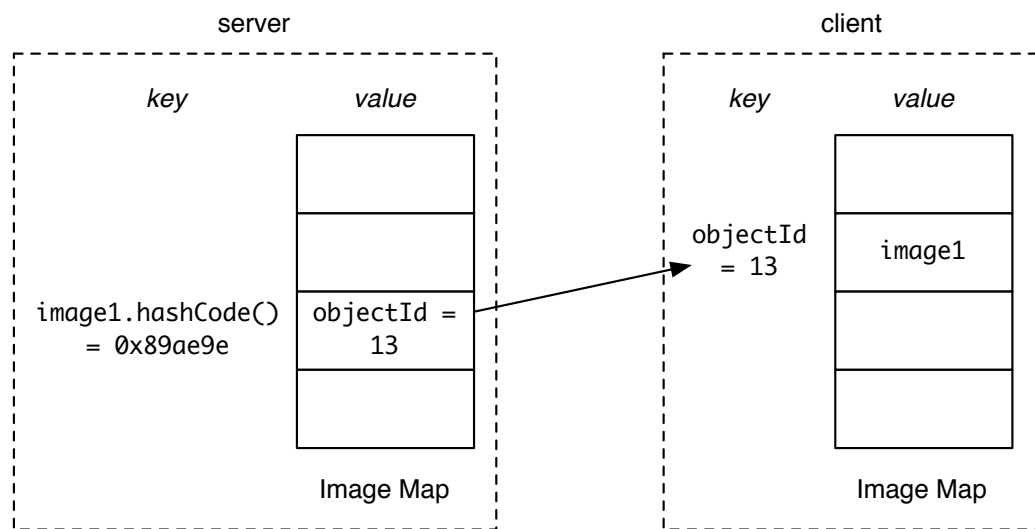 server
client
key
value
key
value
objectId
= 13
image1
image1.hashCode()
= 0x89ae9e
objectId =
13
Image Map
Image Map